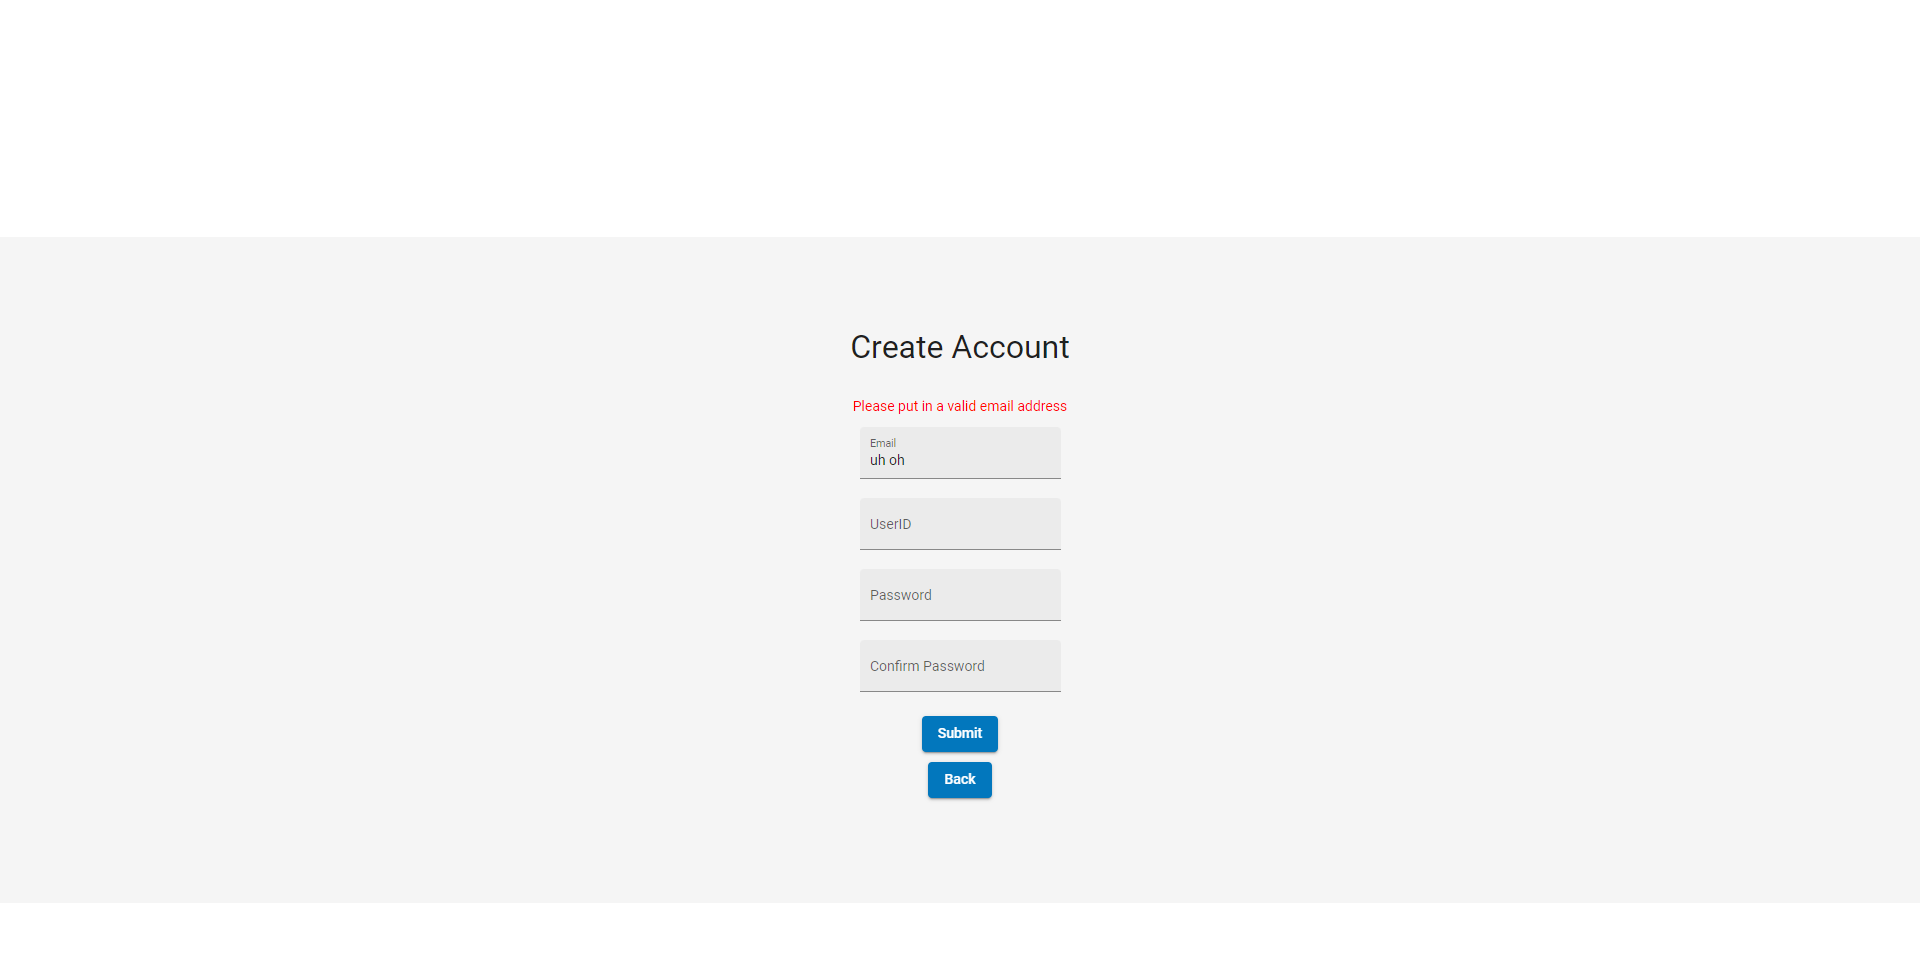 Create Account
Please put in a valid email address
Email
uh oh
UserID
Password
Confirm Password
Submit
Back